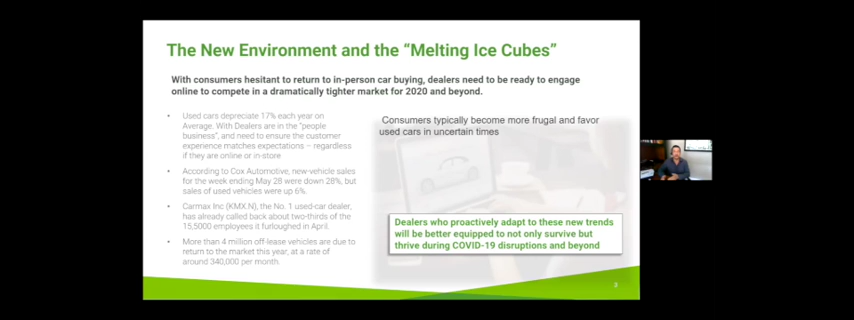 The New Environment and the “Melting Ice Cubes”
With consumers hesitant to return to in-person car buying, dealers need to be ready to engage
online to compete in a dramatically tighter market for 2020 and beyond.
• Used cars depreciate 17% each year on
Average. With Dealers are in the “people
business”, and need to ensure the customer
experience matches expectations – regardless
if they are online or in-store
• According to Cox Automotive, new-vehicle sales
for the week ending May 28 were down 28%, but
sales of used vehicles were up 6%.
• Carmax Inc (KMX.N), the No. 1 used-car dealer,
has already called back about two-thirds of the
15,5000 employees it furloughed in April.
• More than 4 million off-lease vehicles are due to
return to the market this year, at a rate of
around 340,000 per month.
Consumers typically become more frugal and favor
used cars in uncertain times
Dealers who proactively adapt to these new trends
will be better equipped to not only survive but
thrive during COVID-19 disruptions and beyond
3